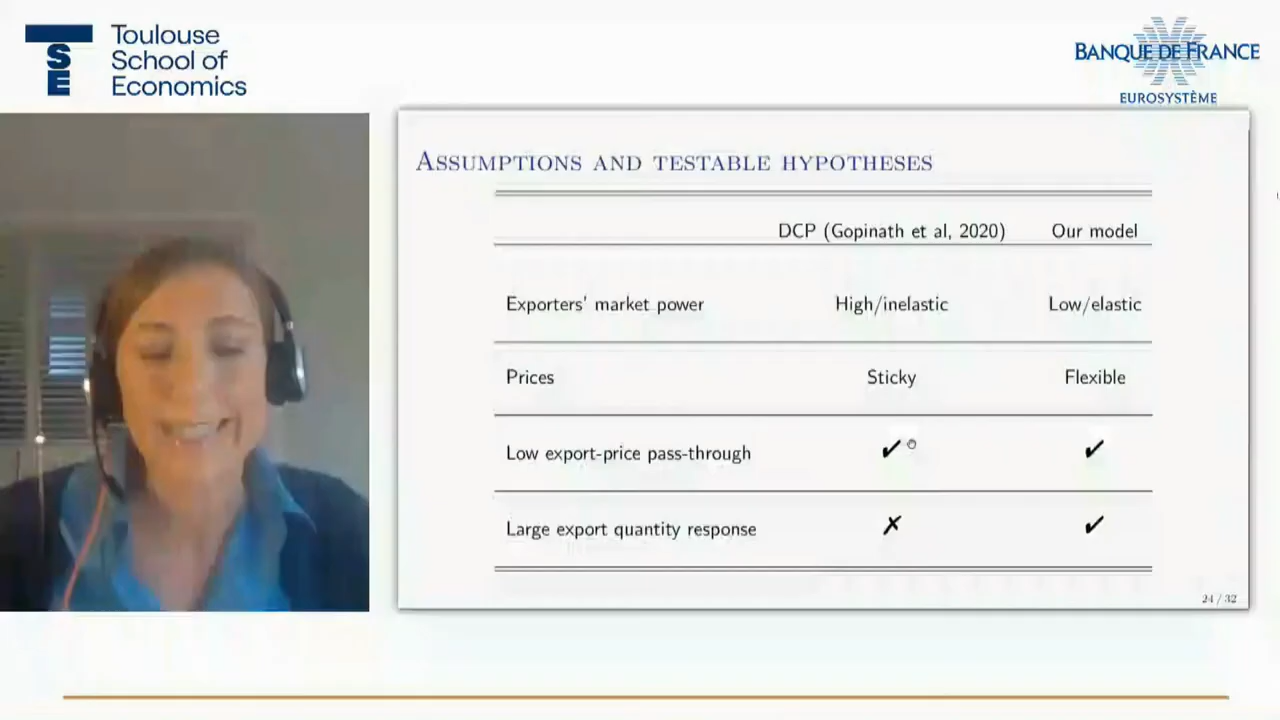 Toulouse
School of
Economics
TSE
BANQUE DE FRANCE
EUROSYSTÈME
ASSUMPTIONS AND TESTABLE HYPOTHESES
DCP (Gopinath et al, 2020) Our model
Exporters' market power High/inelastic Low/elastic
Prices Sticky Flexible
Low export-price pass-through ✔ ✔
Large export quantity response ✗ ✔
24 / 32